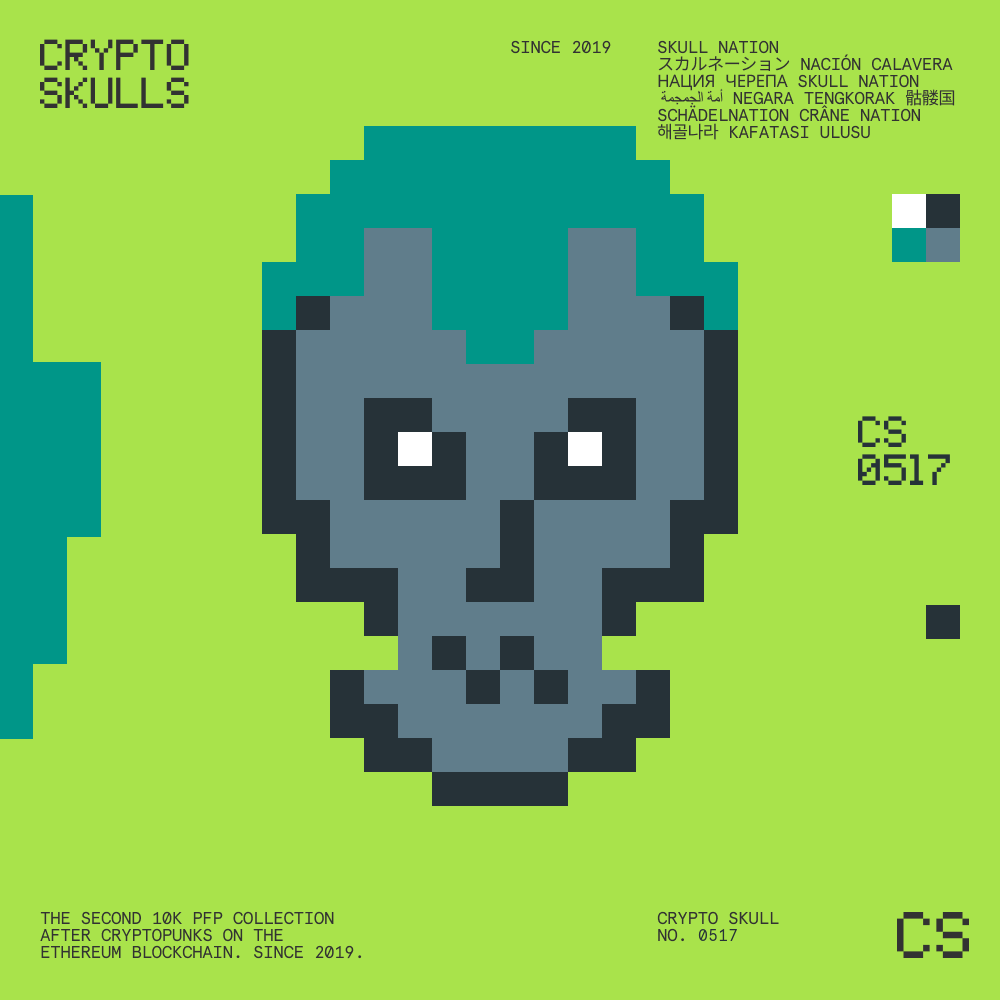 CRYPTO
SKULLS
SINCE 2019
SKULL NATION
スカルネーション NACIÓN CALAVERA
НАЦИЯ ЧЕРЕПА SKULL NATION
أمة الجمجمة NEGARA TENGKORAK 骷髅国
SCHÄDELNATION CRÂNE NATION
해골나라 KAFATASI ULUSU
CS
0517
THE SECOND 10K PFP COLLECTION
AFTER CRYPTOPUNKS ON THE
ETHEREUM BLOCKCHAIN. SINCE 2019.
CRYPTO SKULL
NO. 0517
CS